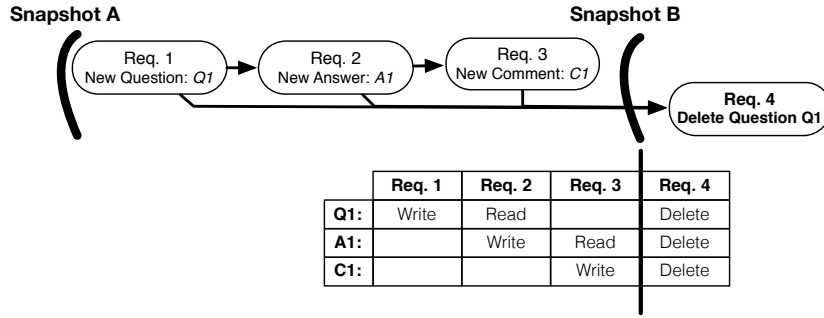 Snapshot A
Snapshot B
Req. 1
New Question: Q1
Req. 2
New Answer: A1
Req. 3
New Comment: C1
Req. 4
Delete Question Q1
Req. 1 Req. 2 Req. 3 Req. 4
Q1: Write Read Delete
A1: Write Read Delete
C1: Write Delete